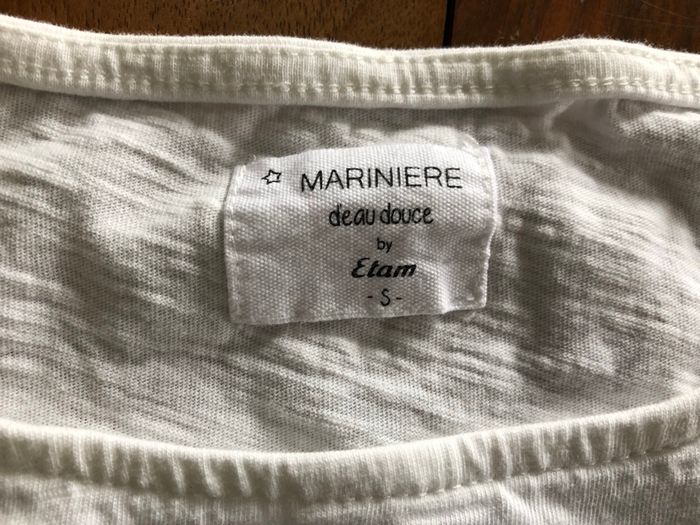 MARINIERE
d'eau douce
by
Etam
- S -